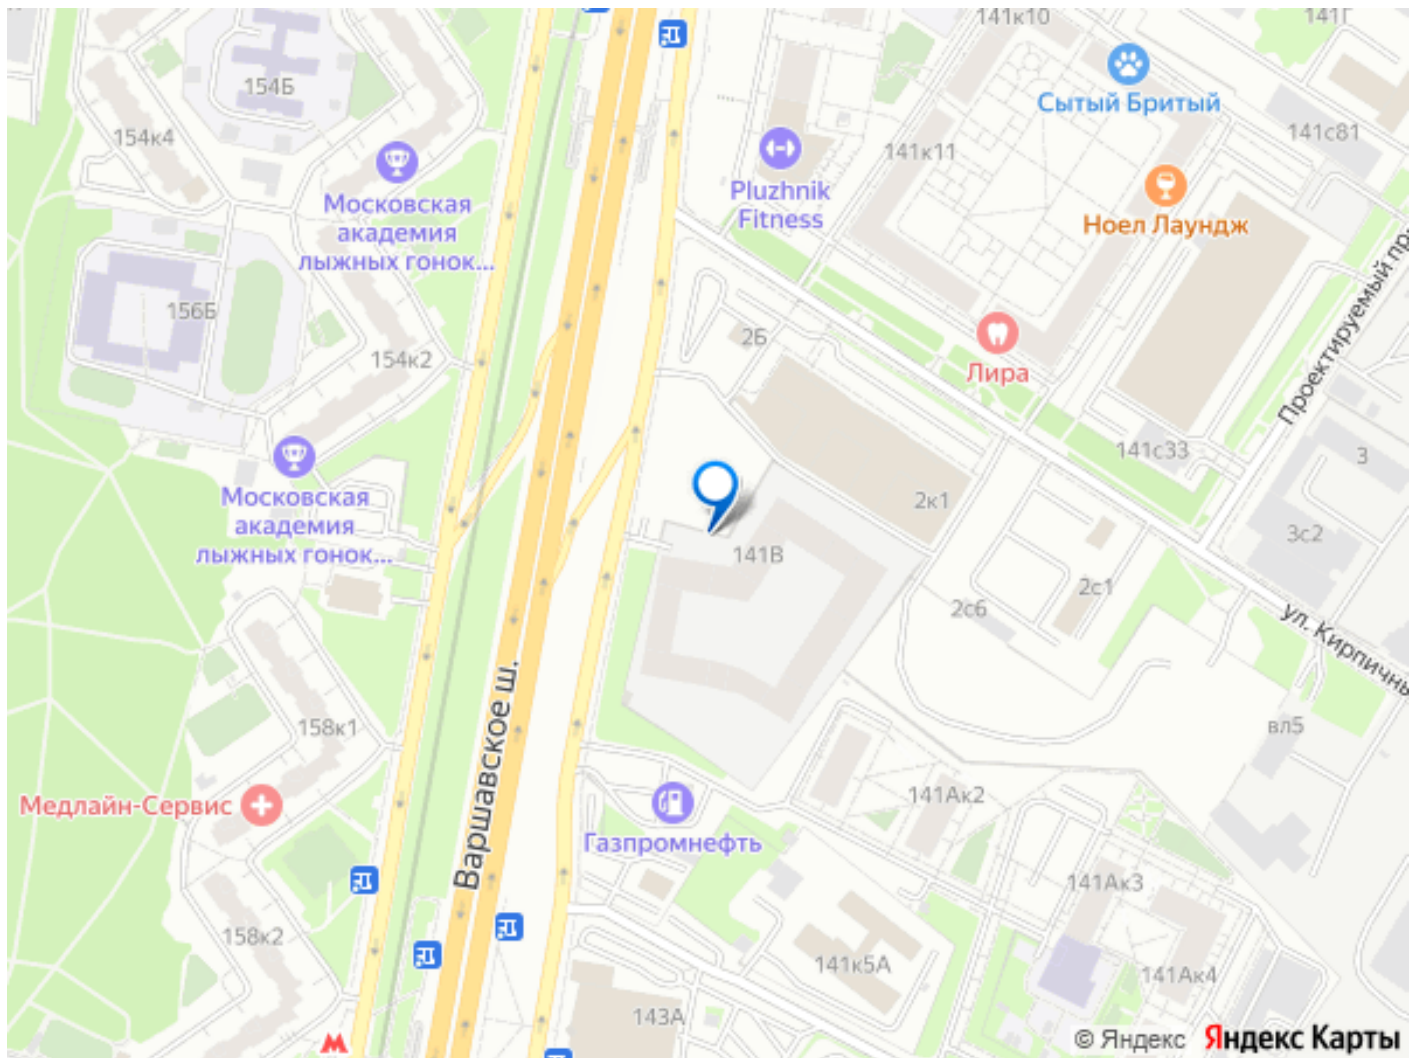 141к10
141Г
154Б
Сытый Бритый
154к4
141с81
141к11
Pluzhnik
Fitness
Московская
академия
лыжных гонок...
Ноел Лаундж
156Б
2Б
154к2
Лира
Проектируемый пр
141с33
3
Московская
академия
лыжных гонок...
2к1
3с2
141В
2с1
2с6
ул. Кирпичны
Варшавское ш.
158к1
вл5
Медлайн-Сервис
141Ак2
Газпромнефть
141Ак3
158к2
141к5А
141Ак4
143А
© Яндекс Яндекс Карты